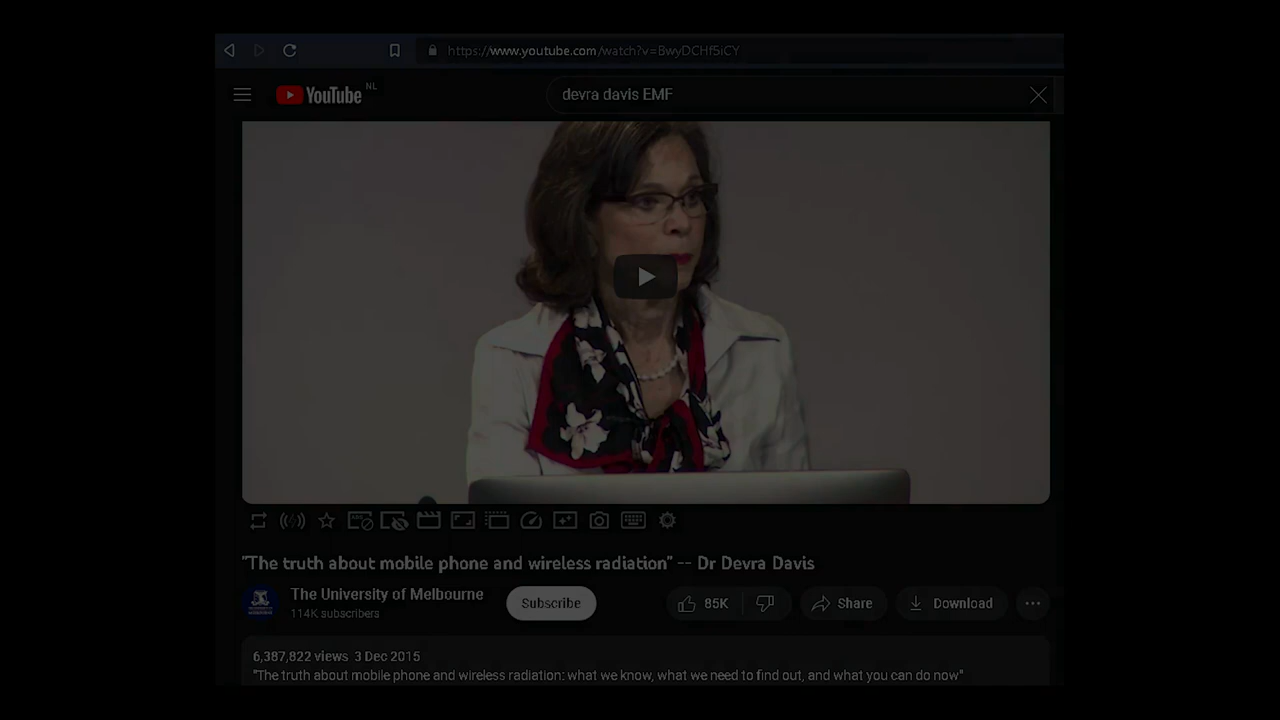 https://www.youtube.com/watch?v=BwyDCHf5iCY
YouTube NL
devra davis EMF
"The truth about mobile phone and wireless radiation" -- Dr Devra Davis
The University of Melbourne
114K subscribers
Subscribe
85K
Share
Download
6,387,822 views 3 Dec 2015
"The truth about mobile phone and wireless radiation: what we know, what we need to find out, and what you can do now"